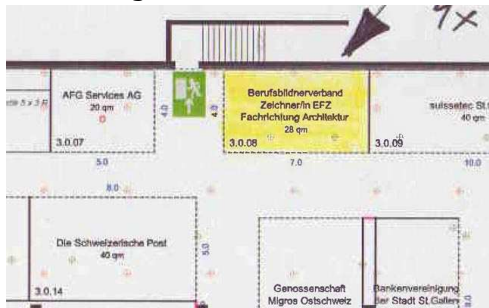 4x
AFG Services AG
20 qm
3.0.07
5.0
4.0
4.0
Berufsbildnerverband
Zeichner/in EFZ
Fachrichtung Architektur
28 qm
3.0.08
7.0
suissetec St.
40 qm
3.0.09
10.0
8.0
Die Schweizerische Post
40 qm
3.0.14
5.0
Genossenschaft
Migros Ostschweiz
Bankenvereinigung
der Stadt St.Gallen